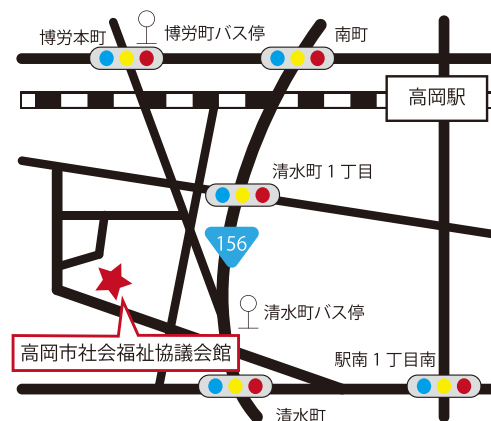 博労本町
博労町バス停
南町
高岡駅
清水町1丁目
156
清水町バス停
高岡市社会福祉協議会館
駅南1丁目南
清水町